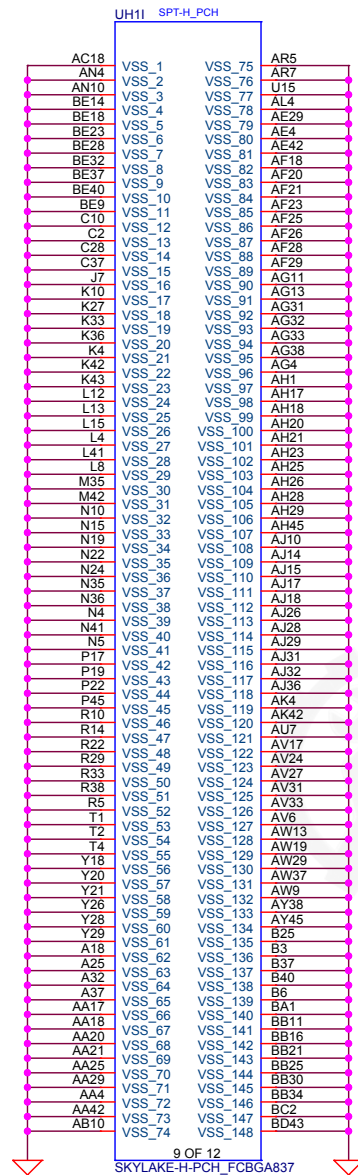 UH1I SPT-H_PCH
AC18 VSS_1 VSS_75 AR5
AN4 VSS_2 VSS_76 AR7
AN10 VSS_3 VSS_77 U15
BE14 VSS_4 VSS_78 AL4
BE18 VSS_5 VSS_79 AE29
BE23 VSS_6 VSS_80 AE4
BE28 VSS_7 VSS_81 AE42
BE32 VSS_8 VSS_82 AF18
BE37 VSS_9 VSS_83 AF20
BE40 VSS_10 VSS_84 AF21
BE9 VSS_11 VSS_85 AF23
C10 VSS_12 VSS_86 AF25
C2 VSS_13 VSS_87 AF26
C28 VSS_14 VSS_88 AF28
C37 VSS_15 VSS_89 AF29
J7 VSS_16 VSS_90 AG11
K10 VSS_17 VSS_91 AG13
K27 VSS_18 VSS_92 AG31
K33 VSS_19 VSS_93 AG32
K36 VSS_20 VSS_94 AG33
K4 VSS_21 VSS_95 AG38
K42 VSS_22 VSS_96 AG4
K43 VSS_23 VSS_97 AH1
L12 VSS_24 VSS_98 AH17
L13 VSS_25 VSS_99 AH18
L15 VSS_26 VSS_100 AH20
L4 VSS_27 VSS_101 AH21
L41 VSS_28 VSS_102 AH23
L8 VSS_29 VSS_103 AH25
M35 VSS_30 VSS_104 AH26
M42 VSS_31 VSS_105 AH28
N10 VSS_32 VSS_106 AH29
N15 VSS_33 VSS_107 AH45
N19 VSS_34 VSS_108 AJ10
N22 VSS_35 VSS_109 AJ14
N24 VSS_36 VSS_110 AJ15
N35 VSS_37 VSS_111 AJ17
N36 VSS_38 VSS_112 AJ18
N4 VSS_39 VSS_113 AJ26
N41 VSS_40 VSS_114 AJ28
N5 VSS_41 VSS_115 AJ29
P17 VSS_42 VSS_116 AJ31
P19 VSS_43 VSS_117 AJ32
P22 VSS_44 VSS_118 AJ36
P45 VSS_45 VSS_119 AK4
R10 VSS_46 VSS_120 AK42
R14 VSS_47 VSS_121 AU7
R22 VSS_48 VSS_122 AV17
R29 VSS_49 VSS_123 AV24
R33 VSS_50 VSS_124 AV27
R38 VSS_51 VSS_125 AV31
R5 VSS_52 VSS_126 AV33
T1 VSS_53 VSS_127 AV6
T2 VSS_54 VSS_128 AW13
T4 VSS_55 VSS_129 AW19
Y18 VSS_56 VSS_130 AW29
Y20 VSS_57 VSS_131 AW37
Y21 VSS_58 VSS_132 AW9
Y26 VSS_59 VSS_133 AY38
Y28 VSS_60 VSS_134 AY45
Y29 VSS_61 VSS_135 B25
A18 VSS_62 VSS_136 B3
A25 VSS_63 VSS_137 B37
A32 VSS_64 VSS_138 B40
A37 VSS_65 VSS_139 B6
AA17 VSS_66 VSS_140 BA1
AA18 VSS_67 VSS_141 BB11
AA20 VSS_68 VSS_142 BB16
AA21 VSS_69 VSS_143 BB21
AA25 VSS_70 VSS_144 BB25
AA29 VSS_71 VSS_145 BB30
AA4 VSS_72 VSS_146 BB34
AA42 VSS_73 VSS_147 BC2
AB10 VSS_74 VSS_148 BD43
9 OF 12
SKYLAKE-H-PCH_FCBGA837